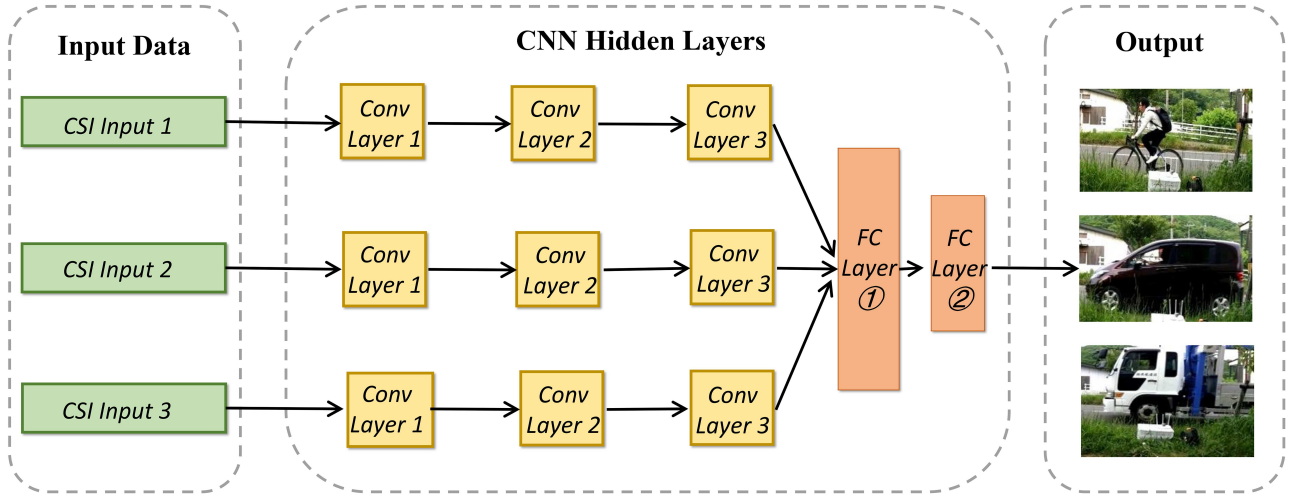 Input Data
CNN Hidden Layers
Output
CSI Input 1
Conv
Layer 1
Conv
Layer 2
Conv
Layer 3
CSI Input 2
Conv
Layer 1
Conv
Layer 2
Conv
Layer 3
FC
Layer
①
FC
Layer
②
CSI Input 3
Conv
Layer 1
Conv
Layer 2
Conv
Layer 3